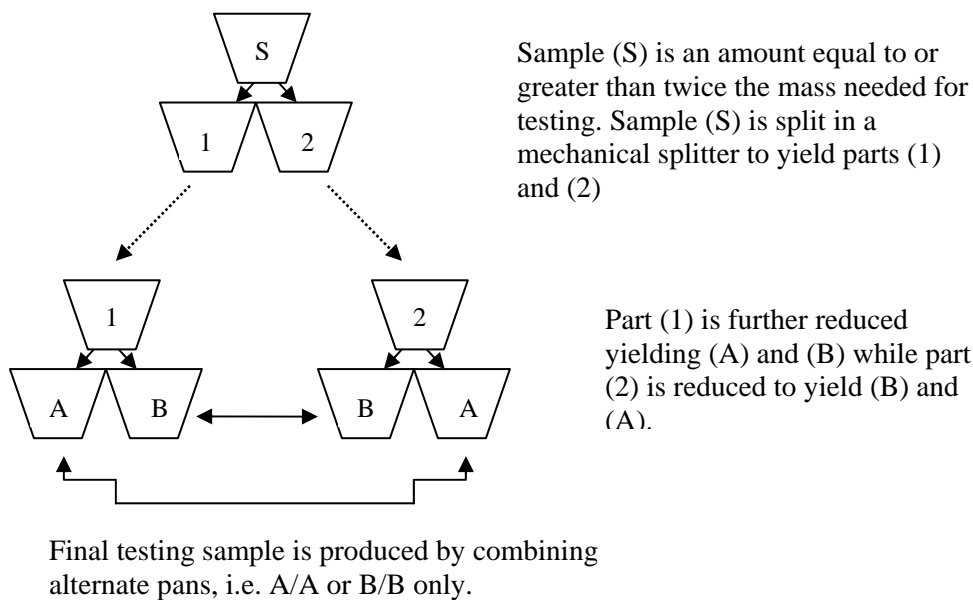 S
Sample (S) is an amount equal to or
greater than twice the mass needed for
testing. Sample (S) is split in a
mechanical splitter to yield parts (1)
and (2)
1 2
1 2
Part (1) is further reduced
yielding (A) and (B) while part
(2) is reduced to yield (B) and
(A).
A B B A
Final testing sample is produced by combining
alternate pans, i.e. A/A or B/B only.